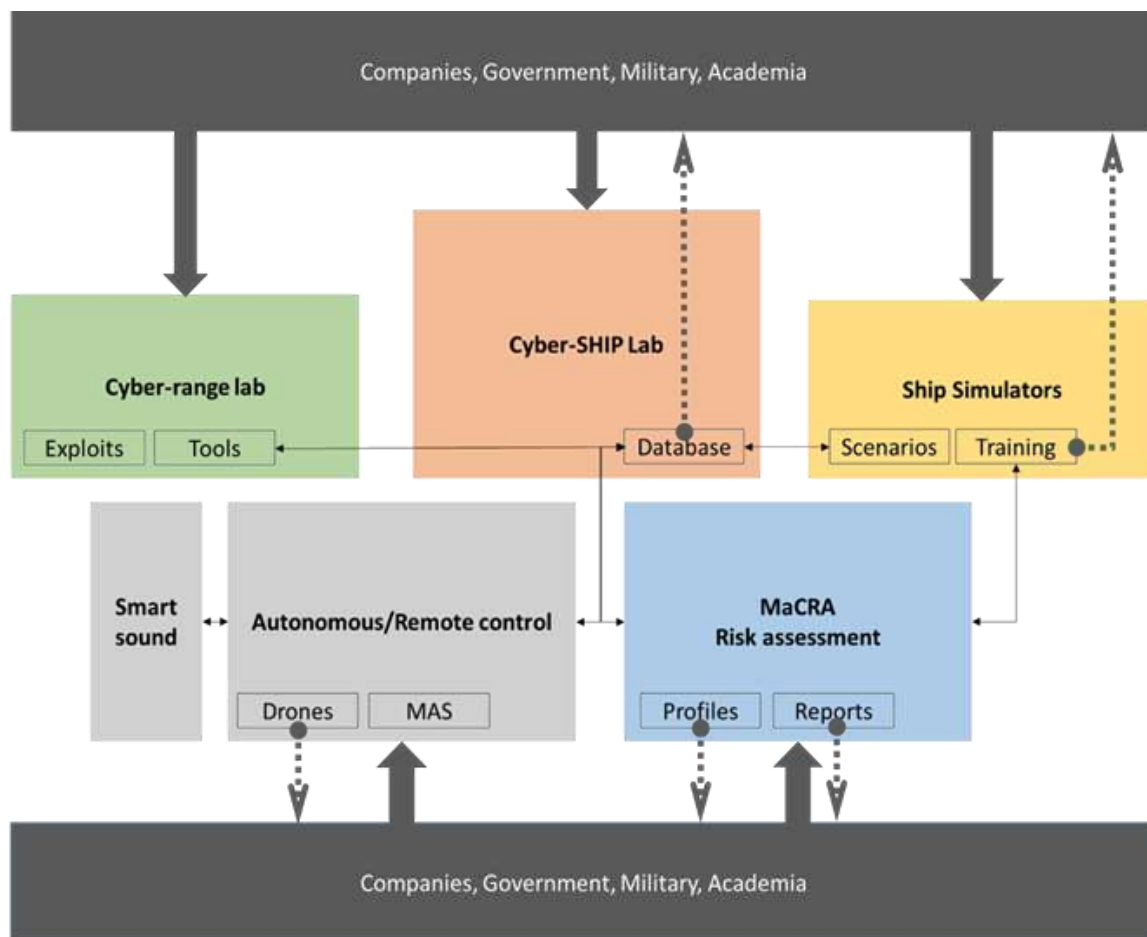 Companies, Government, Military, Academia
Cyber-SHIP Lab
Cyber-range lab
Ship Simulators
Exploits
Tools
Database
Scenarios
Training
Smart
sound
Autonomous/Remote control
MaCRA
Risk assessment
Drones
MAS
Profiles
Reports
Companies, Government, Military, Academia